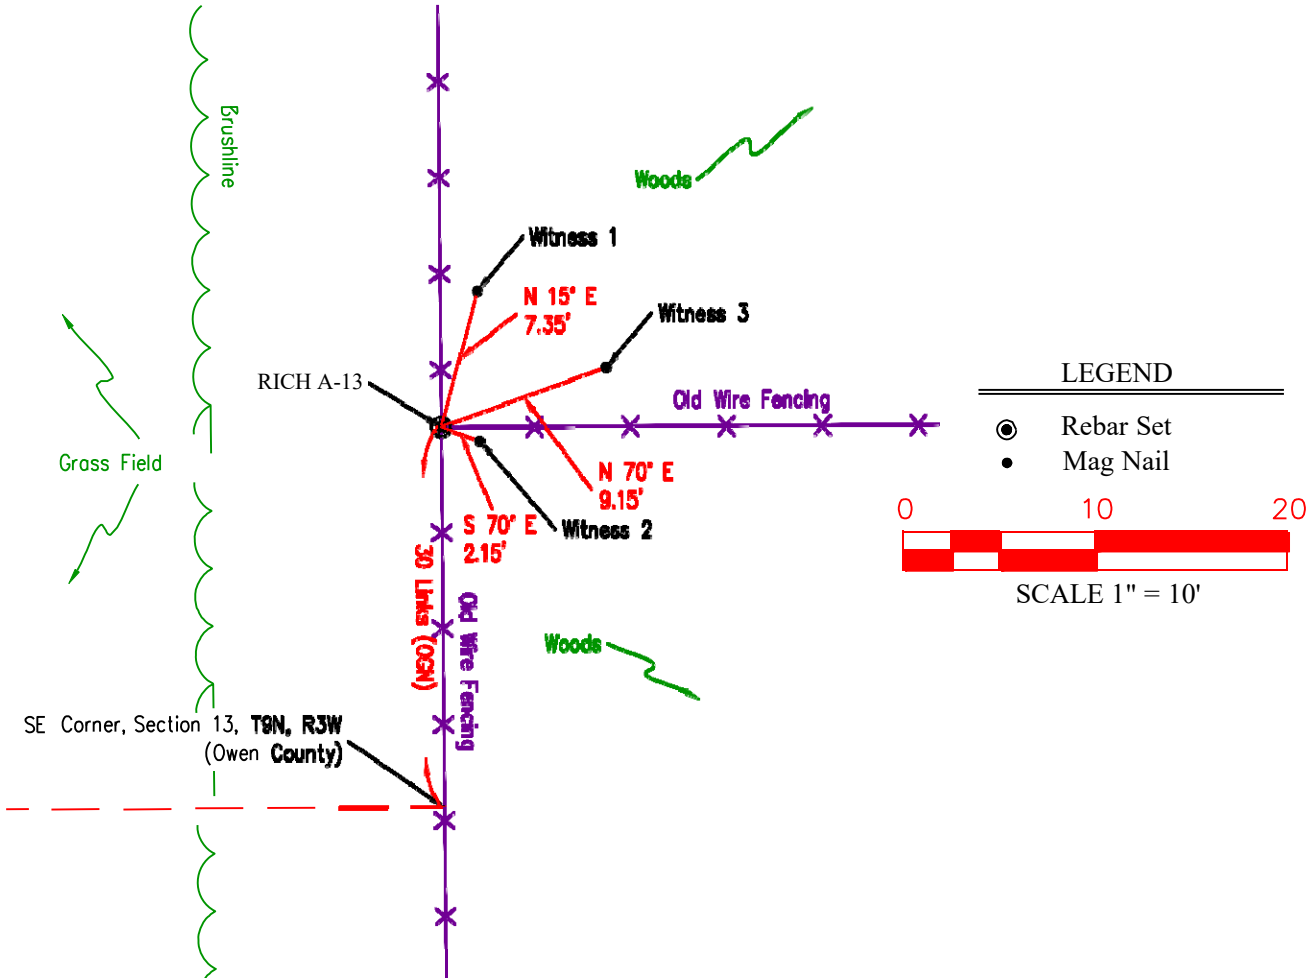 Brushline
Woods
Witness 1
N 15° E
7.35'
Witness 3
RICH A-13
Old Wire Fencing
LEGEND
Rebar Set
Mag Nail
Grass Field
N 70° E
9.15'
S 70° E
2.15'
Witness 2
0 10 20
SCALE 1" = 10'
30 Links (OGN)
Old Wire Fencing
Woods
SE Corner, Section 13, T9N, R3W
(Owen County)